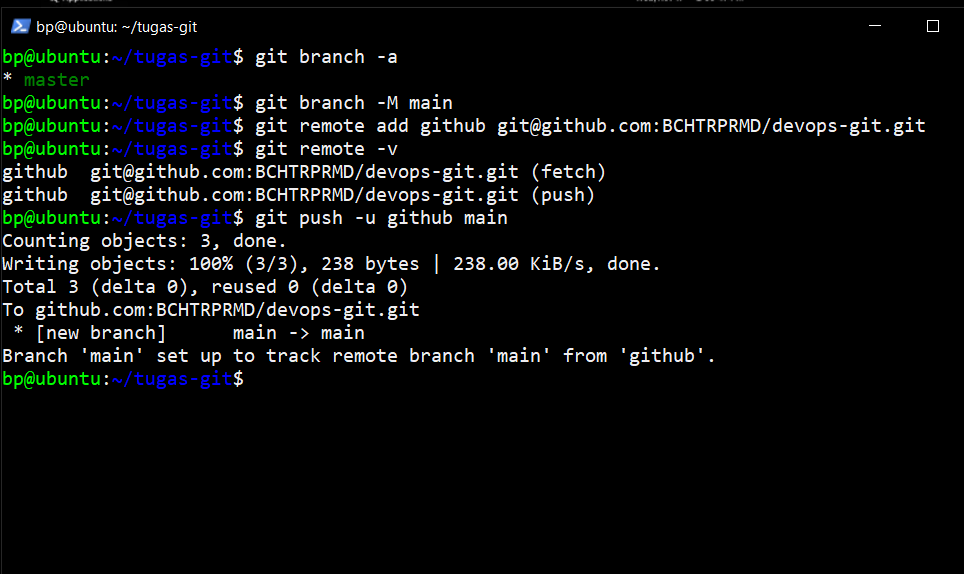 bp@ubuntu: ~/tugas-git
bp@ubuntu:~/tugas-git$ git branch -a
* master
bp@ubuntu:~/tugas-git$ git branch -M main
bp@ubuntu:~/tugas-git$ git remote add github git@github.com:BCHTRPRMD/devops-git.git
bp@ubuntu:~/tugas-git$ git remote -v
github  git@github.com:BCHTRPRMD/devops-git.git (fetch)
github  git@github.com:BCHTRPRMD/devops-git.git (push)
bp@ubuntu:~/tugas-git$ git push -u github main
Counting objects: 3, done.
Writing objects: 100% (3/3), 238 bytes | 238.00 KiB/s, done.
Total 3 (delta 0), reused 0 (delta 0)
To github.com:BCHTRPRMD/devops-git.git
 * [new branch]      main -> main
Branch 'main' set up to track remote branch 'main' from 'github'.
bp@ubuntu:~/tugas-git$